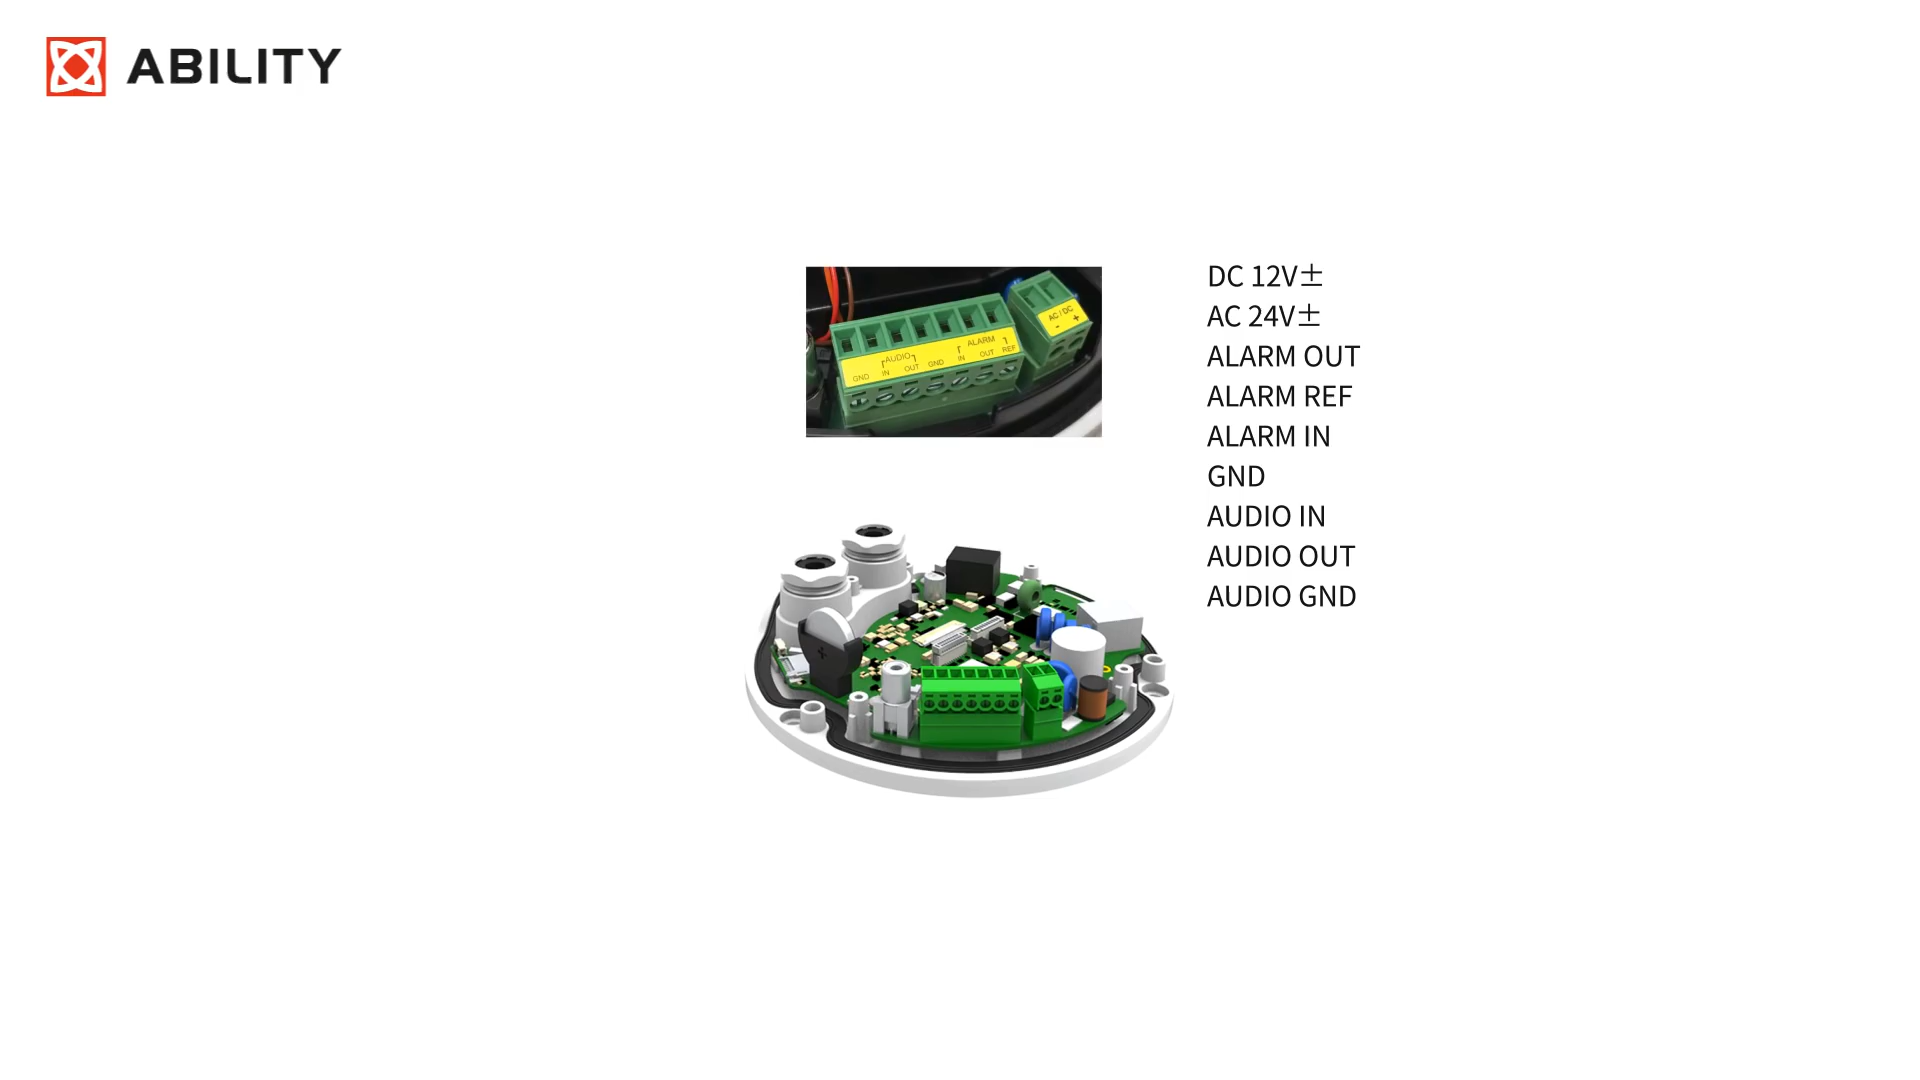 ABILITY
AC / DC
- +
AUDIO ALARM
GND IN OUT GND IN OUT REF
DC 12V±
AC 24V±
ALARM OUT
ALARM REF
ALARM IN
GND
AUDIO IN
AUDIO OUT
AUDIO GND